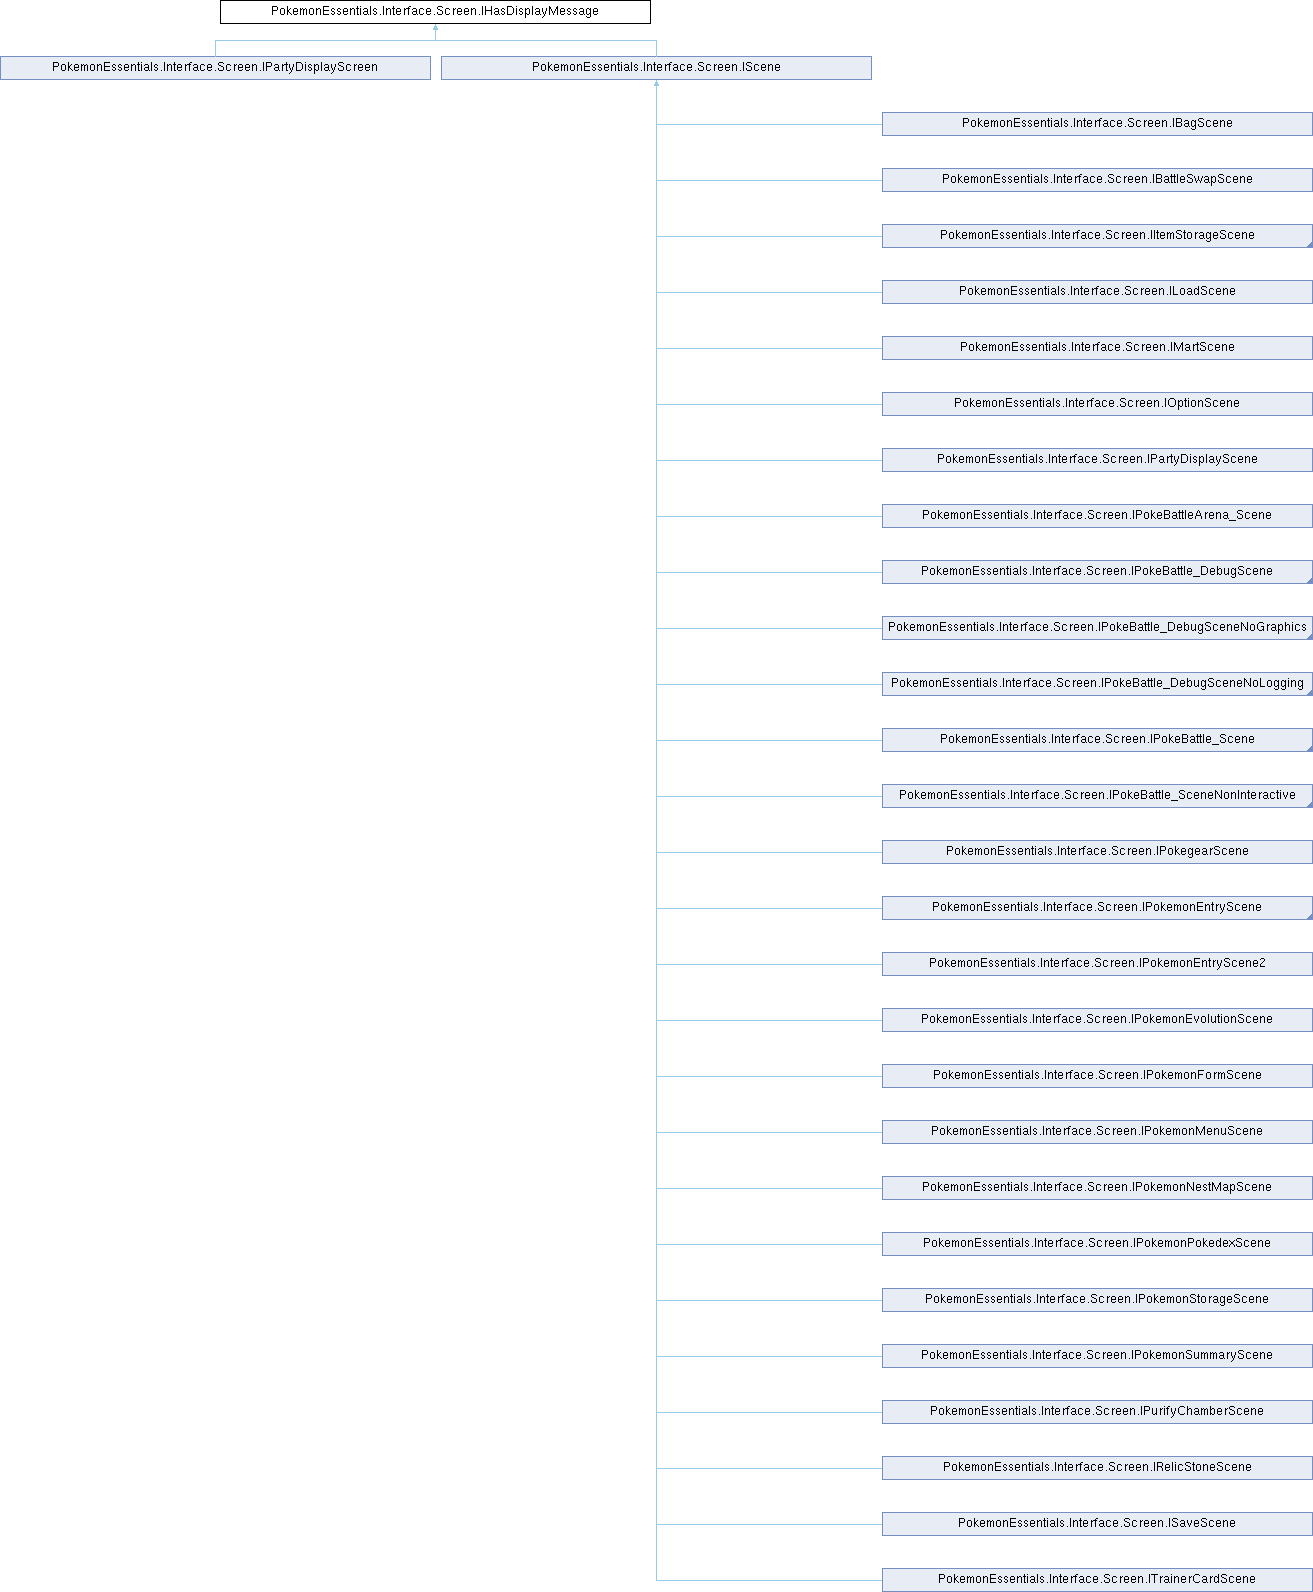 PokemonEssentials.Interface.Screen.IHasDisplayMessage
PokemonEssentials.Interface.Screen.IPartyDisplayScreen
PokemonEssentials.Interface.Screen.IScene
PokemonEssentials.Interface.Screen.IBagScene
PokemonEssentials.Interface.Screen.IBattleSwapScene
PokemonEssentials.Interface.Screen.IItemStorageScene
PokemonEssentials.Interface.Screen.ILoadScene
PokemonEssentials.Interface.Screen.IMartScene
PokemonEssentials.Interface.Screen.IOptionScene
PokemonEssentials.Interface.Screen.IPartyDisplayScene
PokemonEssentials.Interface.Screen.IPokeBattleArena_Scene
PokemonEssentials.Interface.Screen.IPokeBattle_DebugScene
PokemonEssentials.Interface.Screen.IPokeBattle_DebugSceneNoGraphics
PokemonEssentials.Interface.Screen.IPokeBattle_DebugSceneNoLogging
PokemonEssentials.Interface.Screen.IPokeBattle_Scene
PokemonEssentials.Interface.Screen.IPokeBattle_SceneNonInteractive
PokemonEssentials.Interface.Screen.IPokegearScene
PokemonEssentials.Interface.Screen.IPokemonEntryScene
PokemonEssentials.Interface.Screen.IPokemonEntryScene2
PokemonEssentials.Interface.Screen.IPokemonEvolutionScene
PokemonEssentials.Interface.Screen.IPokemonFormScene
PokemonEssentials.Interface.Screen.IPokemonMenuScene
PokemonEssentials.Interface.Screen.IPokemonNestMapScene
PokemonEssentials.Interface.Screen.IPokemonPokedexScene
PokemonEssentials.Interface.Screen.IPokemonStorageScene
PokemonEssentials.Interface.Screen.IPokemonSummaryScene
PokemonEssentials.Interface.Screen.IPurifyChamberScene
PokemonEssentials.Interface.Screen.IRelicStoneScene
PokemonEssentials.Interface.Screen.ISaveScene
PokemonEssentials.Interface.Screen.ITrainerCardScene